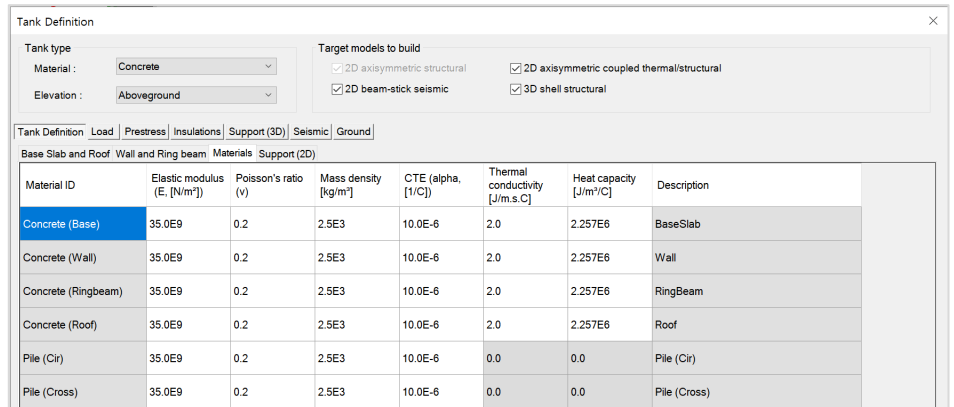 Tank Definition
Tank type
Material :
Concrete
Elevation :
Aboveground
Target models to build
2D axisymmetric structural
2D axisymmetric coupled thermal/structural
2D beam-stick seismic
3D shell structural
Tank Definition Load Prestress Insulations Support (3D) Seismic Ground
Base Slab and Roof Wall and Ring beam Materials Support (2D)
Material ID
Elastic modulus
(E, [N/m²])
Poisson's ratio
(v)
Mass density
[kg/m³]
CTE (alpha,
[1/C])
Thermal
conductivity
[J/m.s.C]
Heat capacity
[J/m³/C]
Description
Concrete (Base) 35.0E9 0.2 2.5E3 10.0E-6 2.0 2.257E6 BaseSlab
Concrete (Wall) 35.0E9 0.2 2.5E3 10.0E-6 2.0 2.257E6 Wall
Concrete (Ringbeam) 35.0E9 0.2 2.5E3 10.0E-6 2.0 2.257E6 RingBeam
Concrete (Roof) 35.0E9 0.2 2.5E3 10.0E-6 2.0 2.257E6 Roof
Pile (Cir) 35.0E9 0.2 2.5E3 10.0E-6 0.0 0.0 Pile (Cir)
Pile (Cross) 35.0E9 0.2 2.5E3 10.0E-6 0.0 0.0 Pile (Cross)